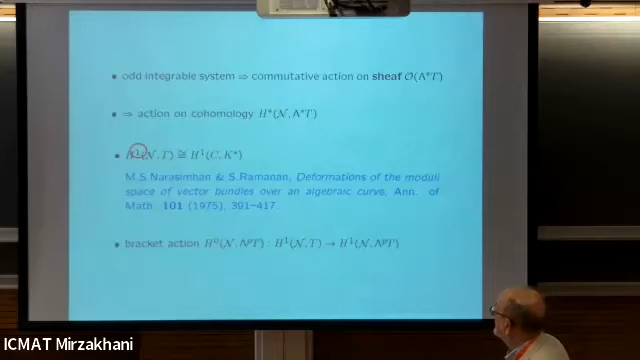 • odd integrable system ⇒ commutative action on sheaf O(Λ*T)
• ⇒ action on cohomology H*(N, Λ*T)
• H¹(N, T) ≅ H¹(C, K*)
M.S.Narasimhan & S.Ramanan, Deformations of the moduli
space of vector bundles over an algebraic curve, Ann. of
Math. 101 (1975), 391–417.
• bracket action H⁰(N, ΛᵖT) : H¹(N, T) → H¹(N, ΛᵖT)
ICMAT Mirzakhani